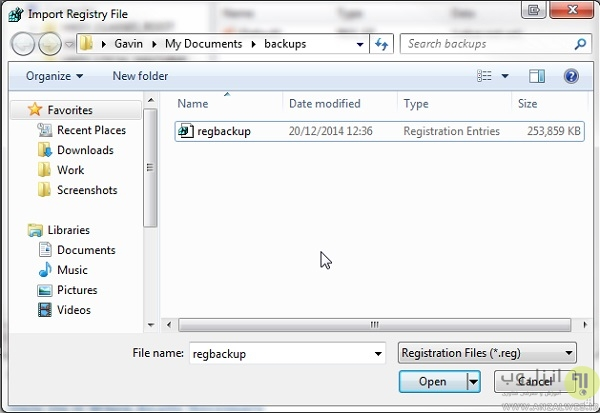 Import Registry File
Gavin My Documents backups Search backups
Organize New folder
Name Date modified Type Size
regbackup 20/12/2014 12:36 Registration Entries 253,859 KB
Favorites
Recent Places
Downloads
Work
Screenshots
Libraries
Documents
Music
Pictures
Videos
File name: regbackup Registration Files (*.reg)
Open Cancel
انزل وب